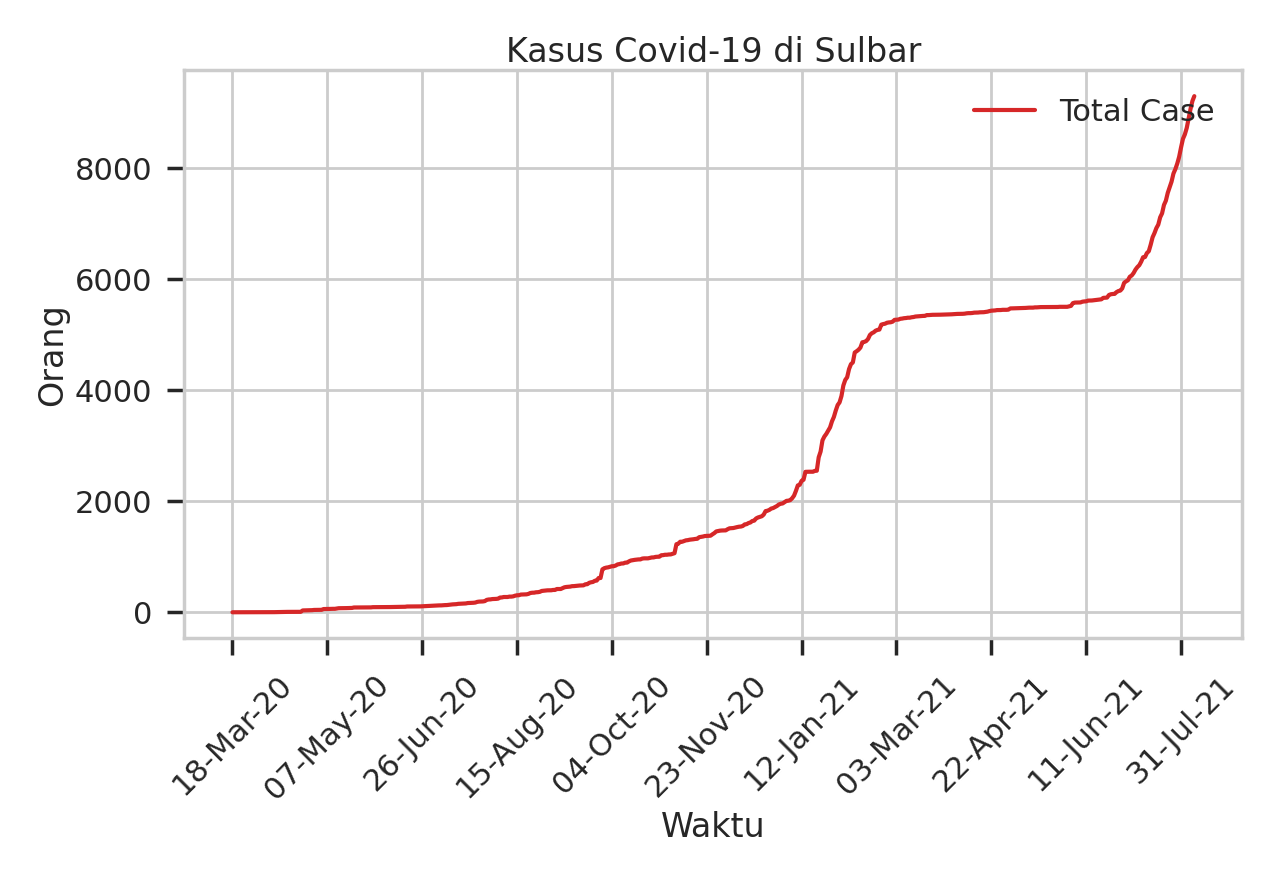 Kasus Covid-19 di Sulbar
Total Case
8000
6000
4000
2000
0
Orang
18-Mar-20
07-May-20
26-Jun-20
15-Aug-20
04-Oct-20
23-Nov-20
12-Jan-21
03-Mar-21
22-Apr-21
11-Jun-21
31-Jul-21
Waktu